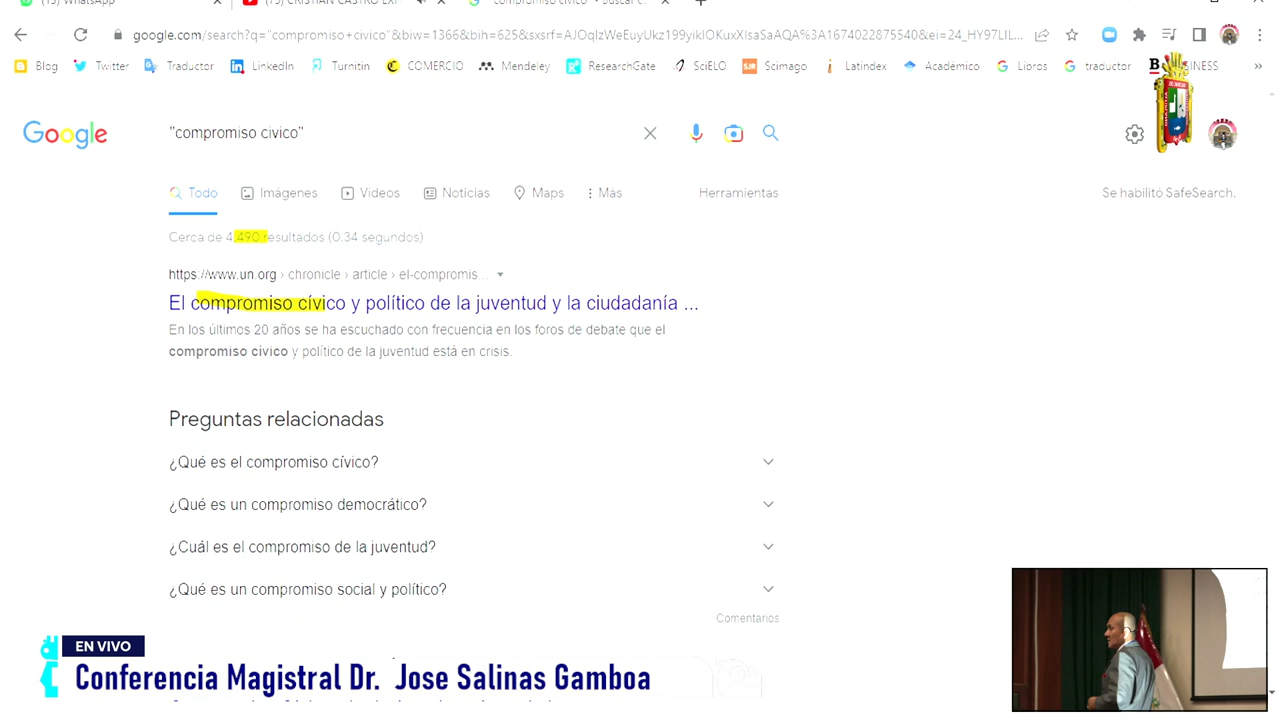 (15) WhatsApp
google.com/search?q="compromiso+civico"&biw=1366&bih=625&sxsrf=AJOqlzWeEuyUkz199yikIOKuxXIsaSaAQA%3A1674022875540&ei=24_HY97LIL...
Blog Twitter Traductor LinkedIn Turnitin COMERCIO Mendeley ResearchGate SciELO Scimago Latindex Académico Libros traductor
Google "compromiso civico"
Todo Imágenes Videos Noticias Maps Más Herramientas Se habilitó SafeSearch.
Cerca de 4,490 resultados (0.34 segundos)
https://www.un.org › chronicle › article › el-compromis...
El compromiso cívico y político de la juventud y la ciudadanía ...
En los últimos 20 años se ha escuchado con frecuencia en los foros de debate que el
compromiso cívico y político de la juventud está en crisis.
Preguntas relacionadas
¿Qué es el compromiso cívico?
¿Qué es un compromiso democrático?
¿Cuál es el compromiso de la juventud?
¿Qué es un compromiso social y político?
Comentarios
EN VIVO
Conferencia Magistral Dr. Jose Salinas Gamboa